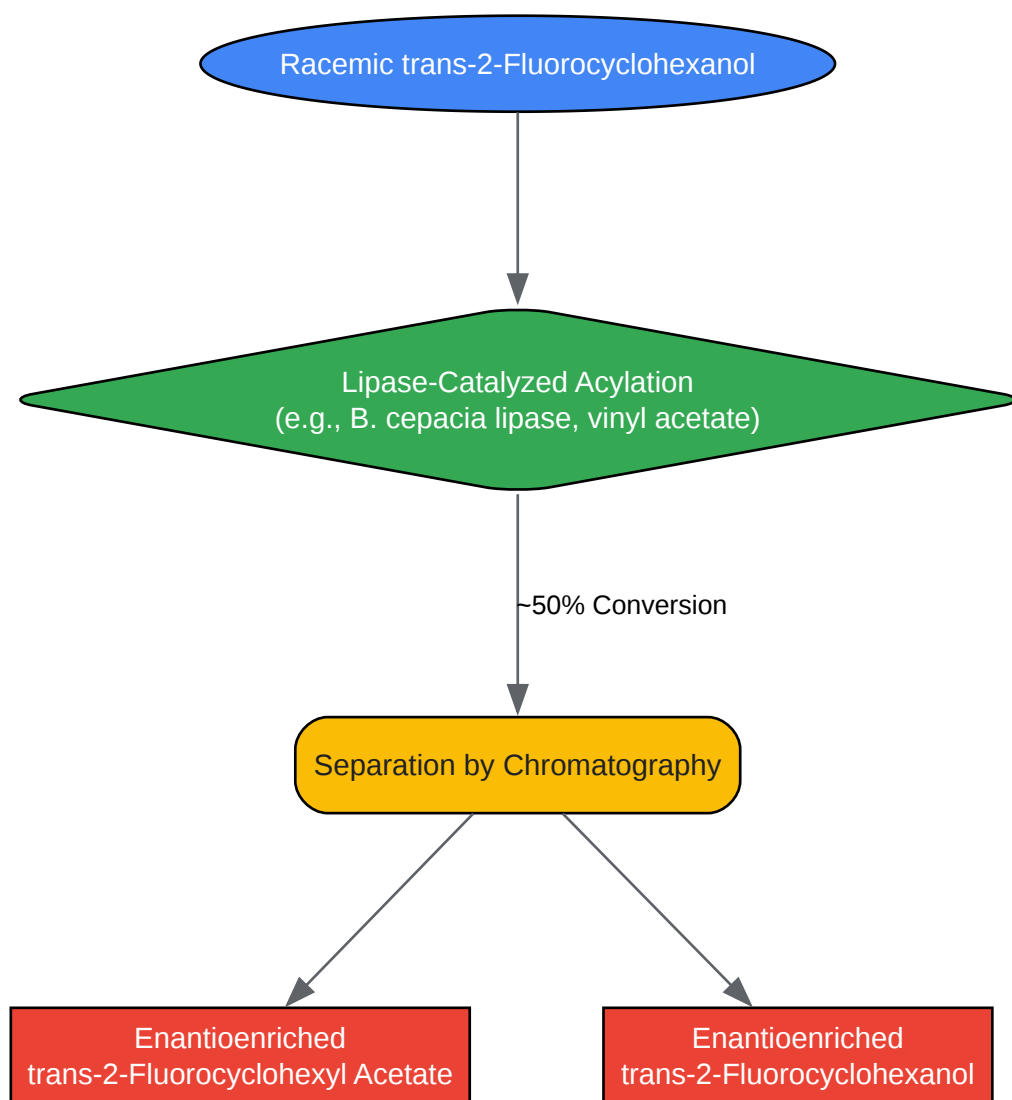 Racemic trans-2-Fluorocyclohexanol
Lipase-Catalyzed Acylation
(e.g., B. cepacia lipase, vinyl acetate)
~50% Conversion
Separation by Chromatography
Enantioenriched
trans-2-Fluorocyclohexyl Acetate
Enantioenriched
trans-2-Fluorocyclohexanol